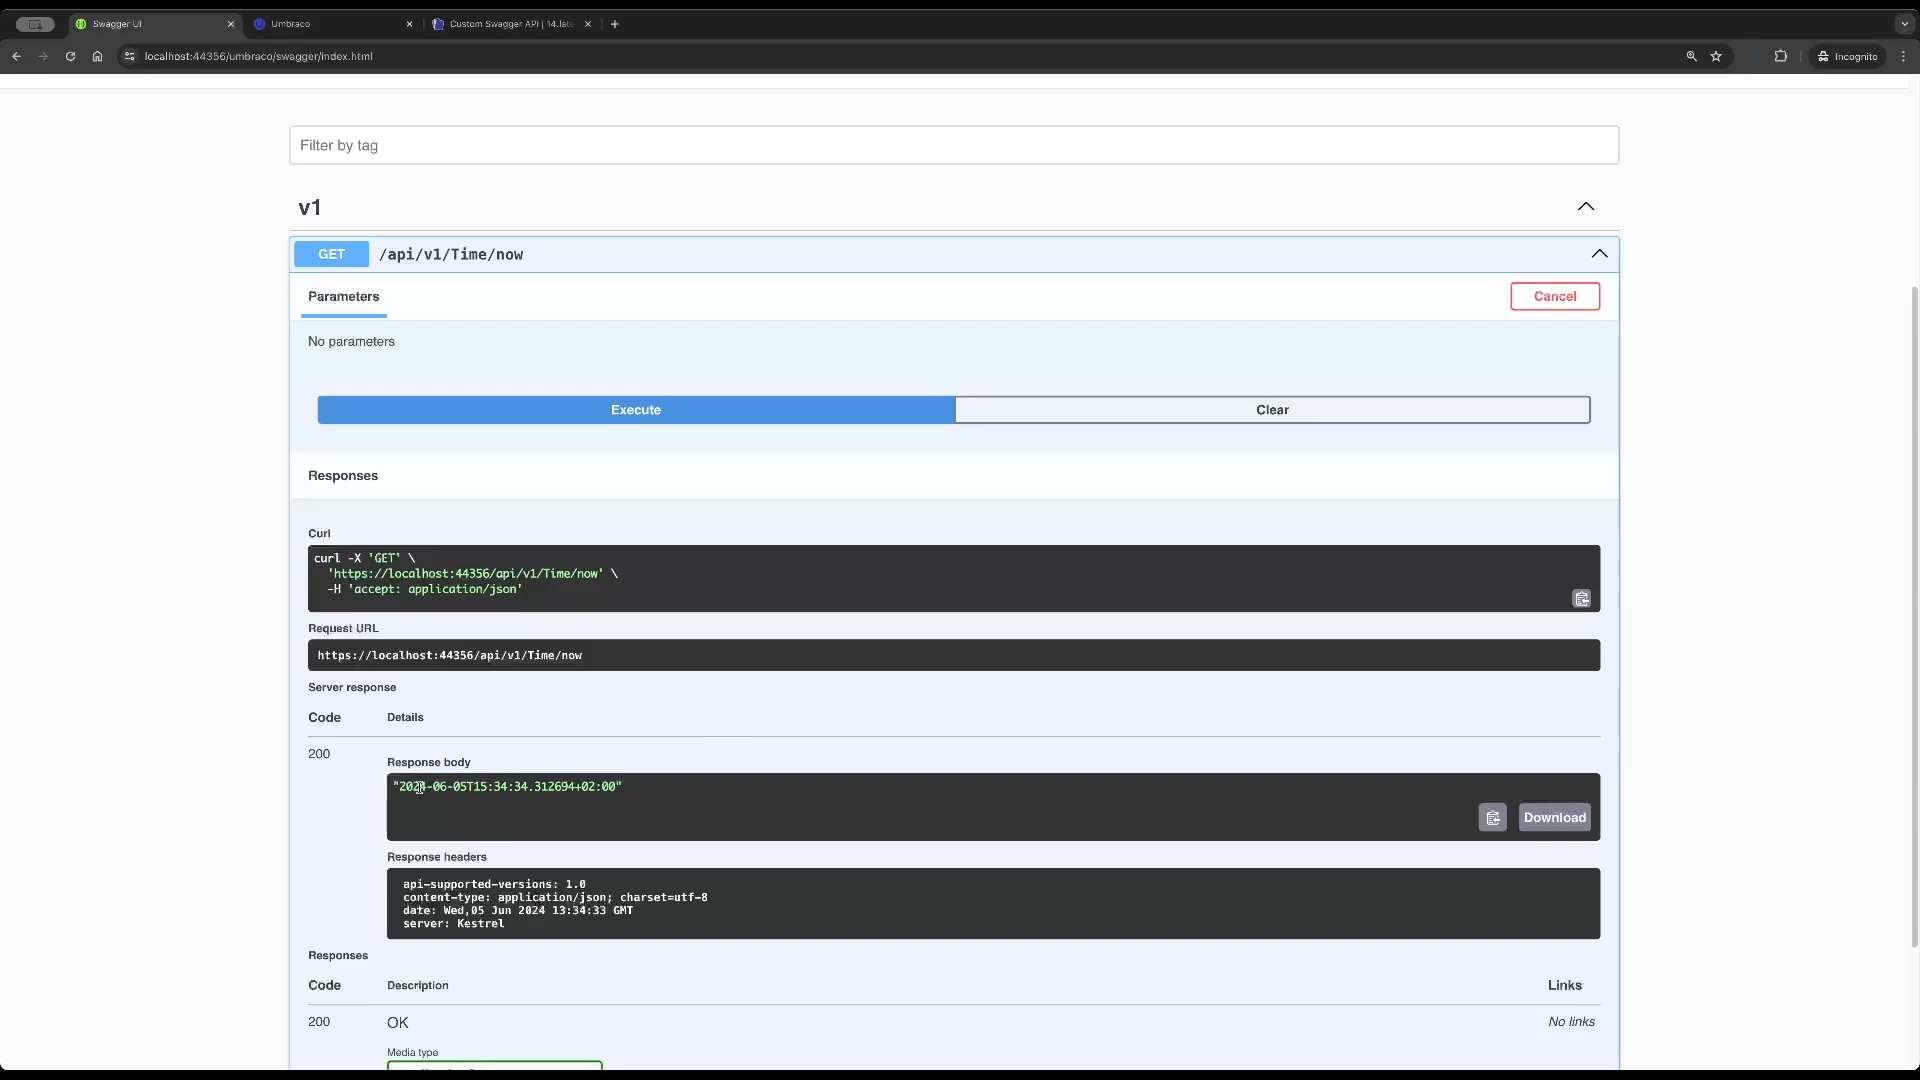 Swagger UI
Umbraco
Custom Swagger API | 14.late
localhost:44356/umbraco/swagger/index.html
Incognito
Filter by tag
v1
GET /api/v1/Time/now
Parameters
Cancel
No parameters
Execute
Clear
Responses
Curl
curl -X 'GET' \
'https://localhost:44356/api/v1/Time/now' \
-H 'accept: application/json'
Request URL
https://localhost:44356/api/v1/Time/now
Server response
Code Details
200
Response body
"2024-06-05T15:34:34.312694+02:00"
Download
Response headers
api-supported-versions: 1.0
content-type: application/json; charset=utf-8
date: Wed,05 Jun 2024 13:34:33 GMT
server: Kestrel
Responses
Code Description Links
200 OK No links
Media type